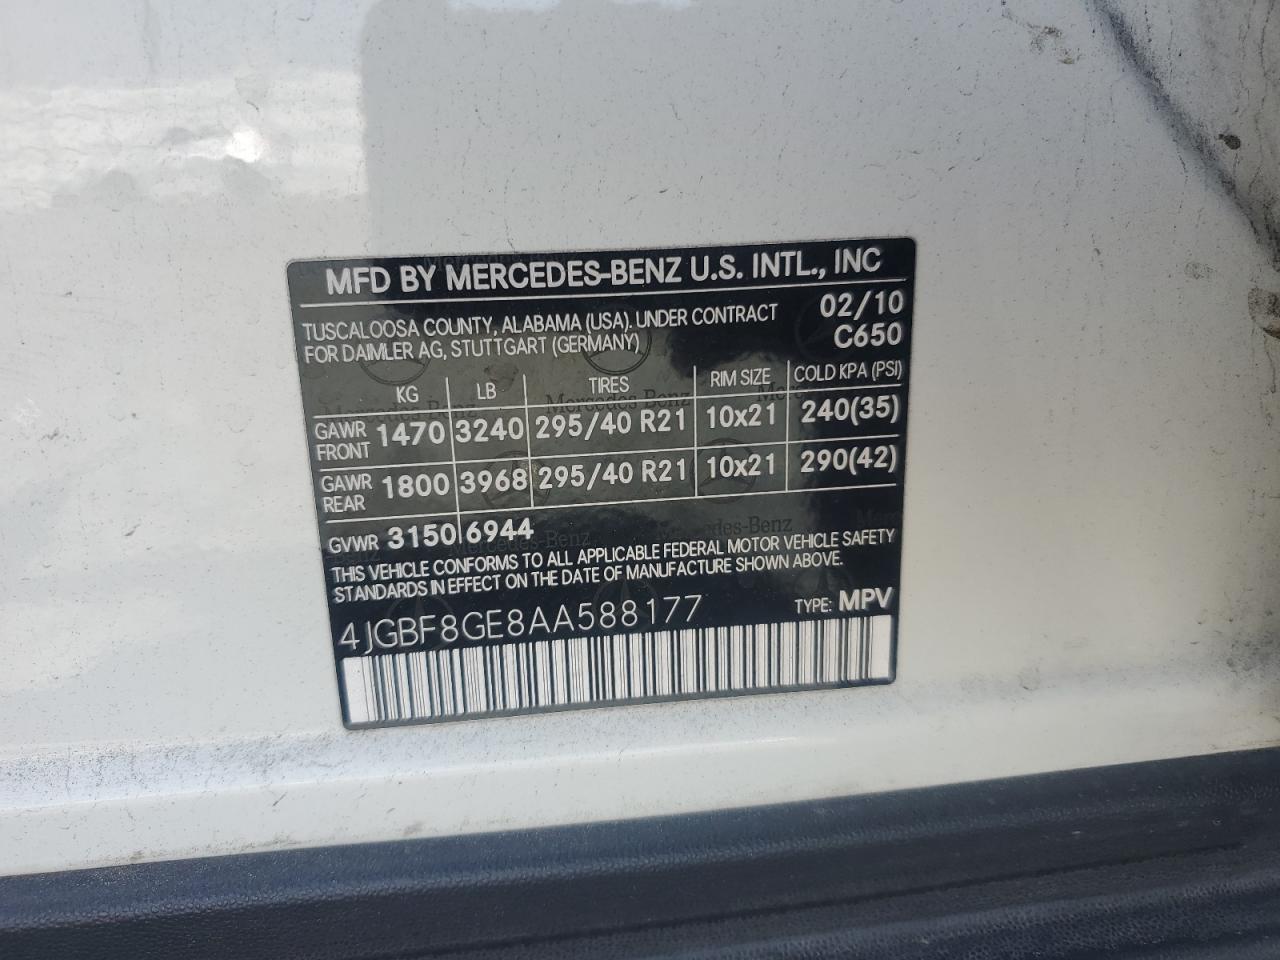 MFD BY MERCEDES-BENZ U.S. INTL., INC
TUSCALOOSA COUNTY, ALABAMA (USA). UNDER CONTRACT 02/10
FOR DAIMLER AG, STUTTGART (GERMANY) C650
KG LB TIRES RIM SIZE COLD KPA (PSI)
GAWR FRONT 1470 3240 295/40 R21 10x21 240(35)
GAWR REAR 1800 3968 295/40 R21 10x21 290(42)
GVWR 3150 6944
THIS VEHICLE CONFORMS TO ALL APPLICABLE FEDERAL MOTOR VEHICLE SAFETY
STANDARDS IN EFFECT ON THE DATE OF MANUFACTURE SHOWN ABOVE.
4JGBF8GE8AA588177 TYPE: MPV